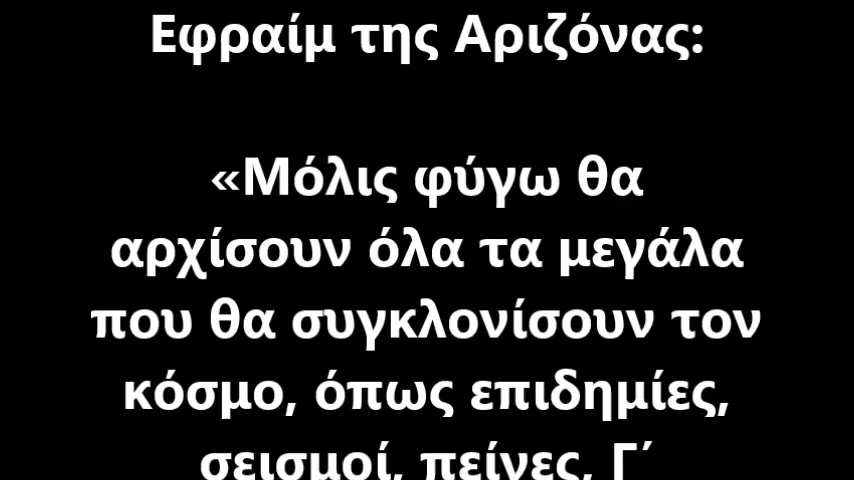 Εφραίμ της Αριζόνας:
«Μόλις φύγω θα
αρχίσουν όλα τα μεγάλα
που θα συγκλονίσουν τον
κόσμο, όπως επιδημίες,
σεισμοί, πείνες, Γ΄